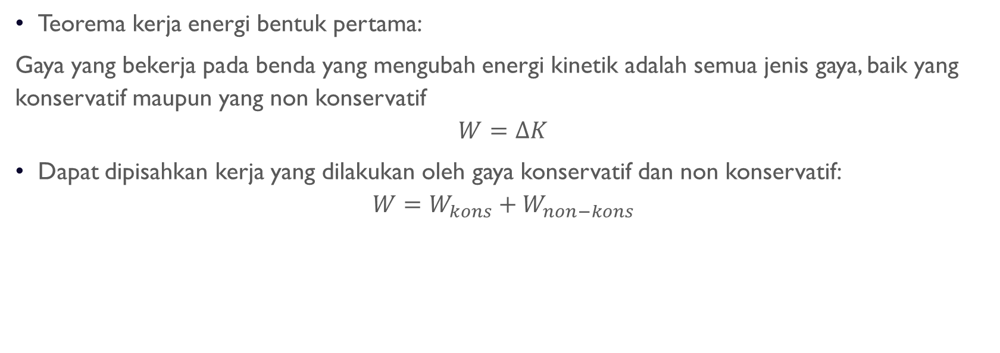 • Teorema kerja energi bentuk pertama:
Gaya yang bekerja pada benda yang mengubah energi kinetik adalah semua jenis gaya, baik yang
konservatif maupun yang non konservatif
W = ΔK
• Dapat dipisahkan kerja yang dilakukan oleh gaya konservatif dan non konservatif:
W = W_{kons} + W_{non−kons}